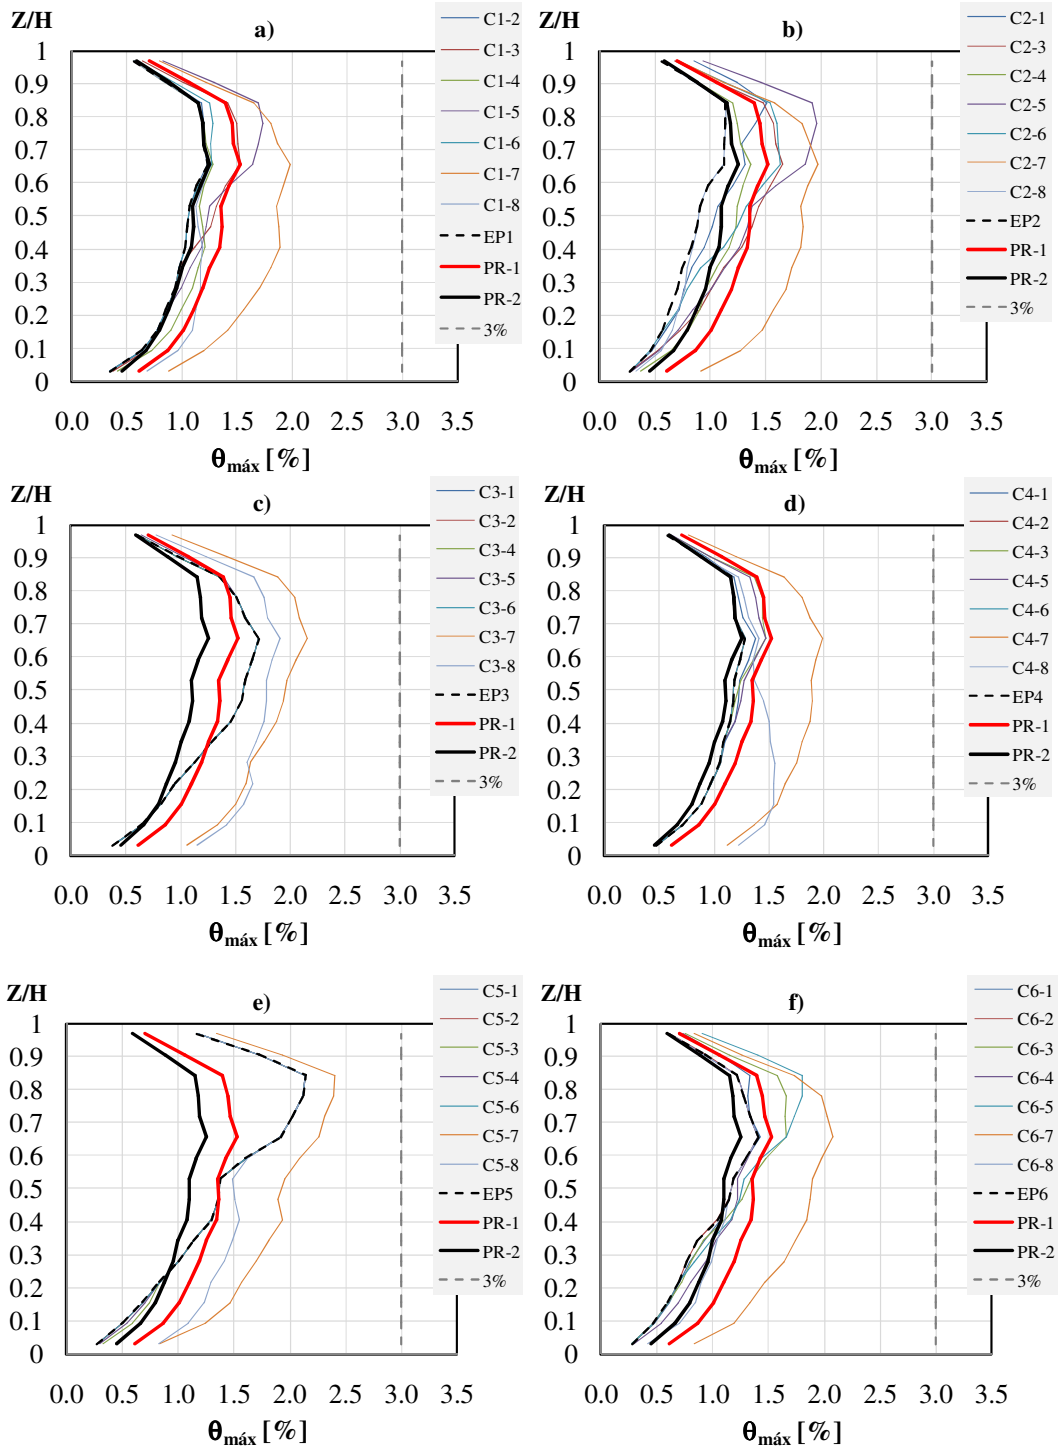 Z/H
a)
1
0.9
0.8
0.7
0.6
0.5
0.4
0.3
0.2
0.1
0
0.0 0.5 1.0 1.5 2.0 2.5 3.0 3.5
θmáx [%]
C1-2
C1-3
C1-4
C1-5
C1-6
C1-7
C1-8
EP1
PR-1
PR-2
3%
Z/H
b)
1
0.9
0.8
0.7
0.6
0.5
0.4
0.3
0.2
0.1
0
0.0 0.5 1.0 1.5 2.0 2.5 3.0 3.5
θmáx [%]
C2-1
C2-3
C2-4
C2-5
C2-6
C2-7
C2-8
EP2
PR-1
PR-2
3%
Z/H
c)
1
0.9
0.8
0.7
0.6
0.5
0.4
0.3
0.2
0.1
0
0.0 0.5 1.0 1.5 2.0 2.5 3.0 3.5
θmáx [%]
C3-1
C3-2
C3-4
C3-5
C3-6
C3-7
C3-8
EP3
PR-1
PR-2
3%
Z/H
d)
1
0.9
0.8
0.7
0.6
0.5
0.4
0.3
0.2
0.1
0
0.0 0.5 1.0 1.5 2.0 2.5 3.0 3.5
θmáx [%]
C4-1
C4-2
C4-3
C4-5
C4-6
C4-7
C4-8
EP4
PR-1
PR-2
3%
Z/H
e)
1
0.9
0.8
0.7
0.6
0.5
0.4
0.3
0.2
0.1
0
0.0 0.5 1.0 1.5 2.0 2.5 3.0 3.5
θmáx [%]
C5-1
C5-2
C5-3
C5-4
C5-6
C5-7
C5-8
EP5
PR-1
PR-2
3%
Z/H
f)
1
0.9
0.8
0.7
0.6
0.5
0.4
0.3
0.2
0.1
0
0.0 0.5 1.0 1.5 2.0 2.5 3.0 3.5
θmáx [%]
C6-1
C6-2
C6-3
C6-4
C6-5
C6-7
C6-8
EP6
PR-1
PR-2
3%